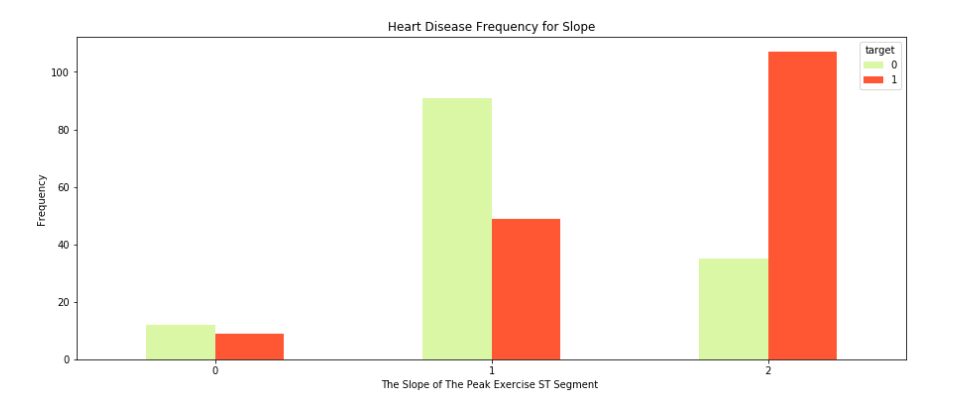 Heart Disease Frequency for Slope
target
0
1
100
80
60
40
20
0
Frequency
0 1 2
The Slope of The Peak Exercise ST Segment